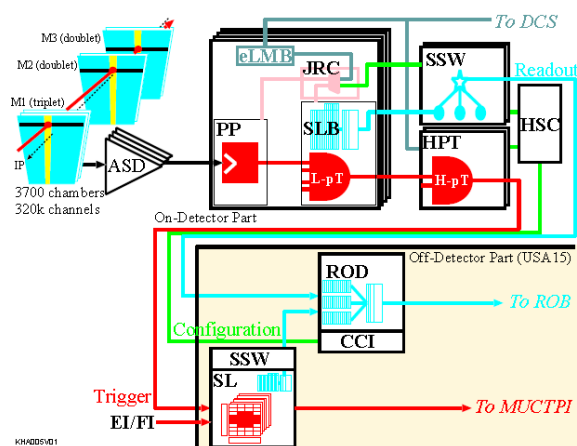 M3 (doublet)
M2 (doublet)
M1 (triplet)
IP
3700 chambers
320k channels
ASD
To DCS
eLMB
JRC
SSW
Readout
PP
SLB
HSC
HPT
L-pT
H-pT
On-Detector Part
Off-Detector Part (USA15)
ROD
To ROB
Configuration
CCI
SSW
SL
Trigger
EI/FI
To MUCTPI
KHA005V01